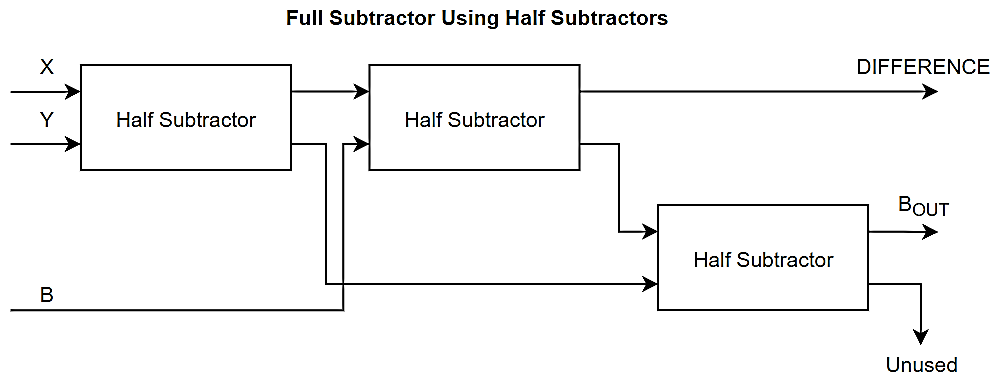 Full Subtractor Using Half Subtractors
X
DIFFERENCE
Half Subtractor
Half Subtractor
Y
BOUT
Half Subtractor
B
Unused